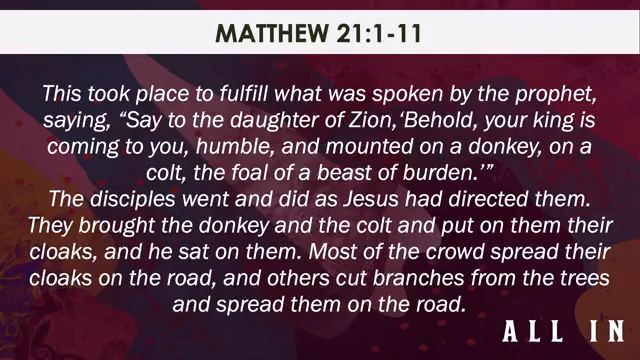 MATTHEW 21:1-11
This took place to fulfill what was spoken by the prophet,
saying, “Say to the daughter of Zion,‘Behold, your king is
coming to you, humble, and mounted on a donkey, on a
colt, the foal of a beast of burden.’”
The disciples went and did as Jesus had directed them.
They brought the donkey and the colt and put on them their
cloaks, and he sat on them. Most of the crowd spread their
cloaks on the road, and others cut branches from the trees
and spread them on the road.
ALL IN